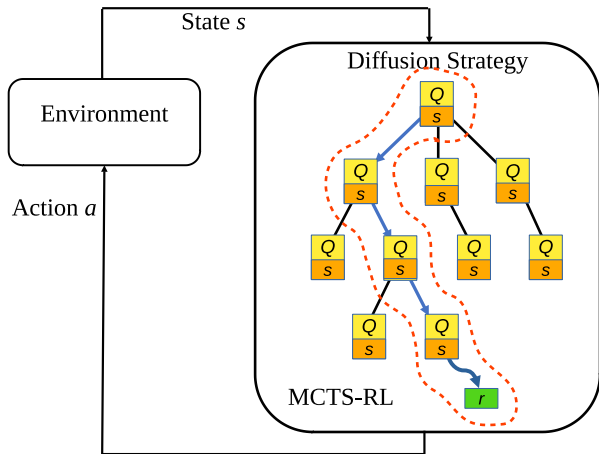 State s
Diffusion Strategy
Environment
Q
s
Q
s
Q
s
Q
s
Action a
Q
s
Q
s
Q
s
Q
s
Q
s
Q
s
r
MCTS-RL